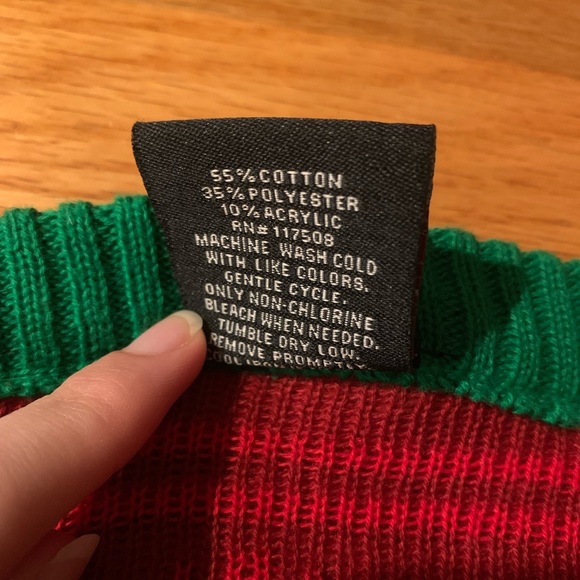 55% COTTON
35% POLYESTER
10% ACRYLIC
RN# 117508
MACHINE WASH COLD
WITH LIKE COLORS.
GENTLE CYCLE.
ONLY NON-CHLORINE
BLEACH WHEN NEEDED.
TUMBLE DRY LOW.
REMOVE PROMPTLY.